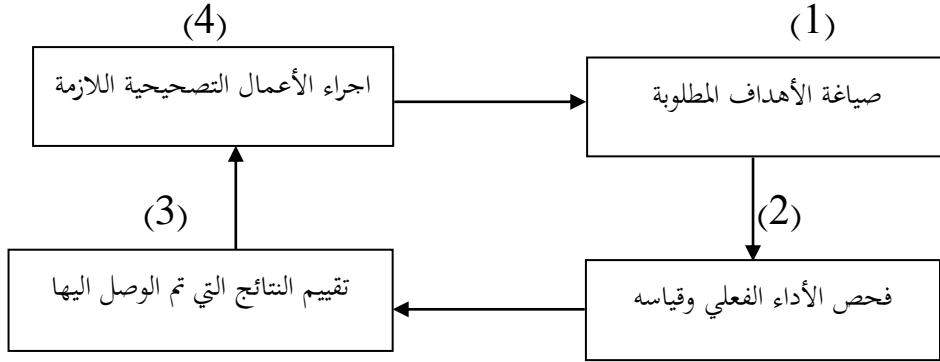 (1)
صياغة الأهداف المطلوبة
(2)
فحص الأداء الفعلي وقياسه
(3)
تقييم النتائج التي تم الوصل اليها
(4)
اجراء الأعمال التصحيحية اللازمة